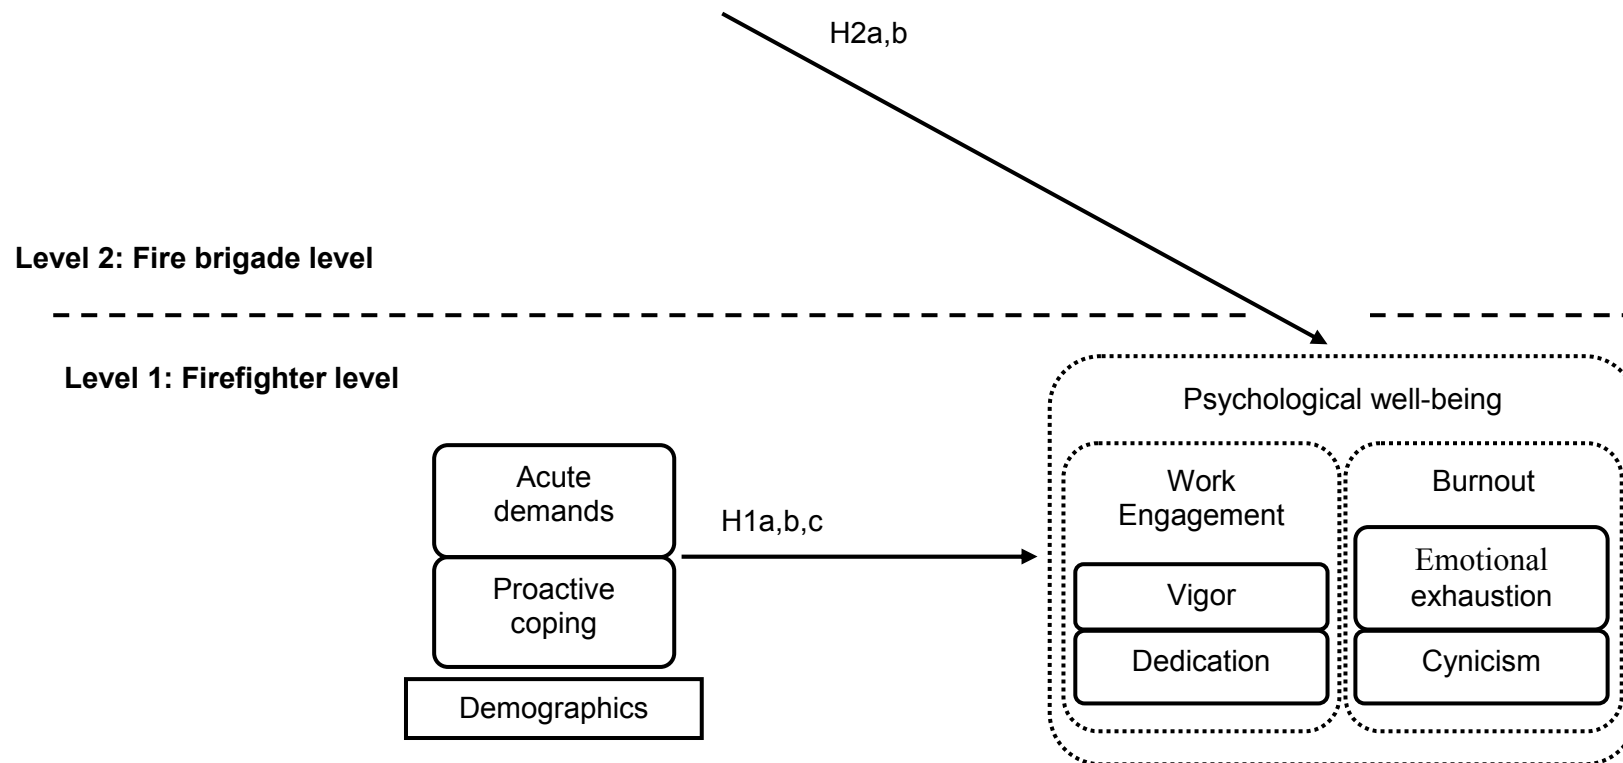 H2a,b
Level 2: Fire brigade level
Level 1: Firefighter level
Psychological well-being
Acute
demands
Proactive
coping
Demographics
H1a,b,c
Work
Engagement
Vigor
Dedication
Burnout
Emotional
exhaustion
Cynicism